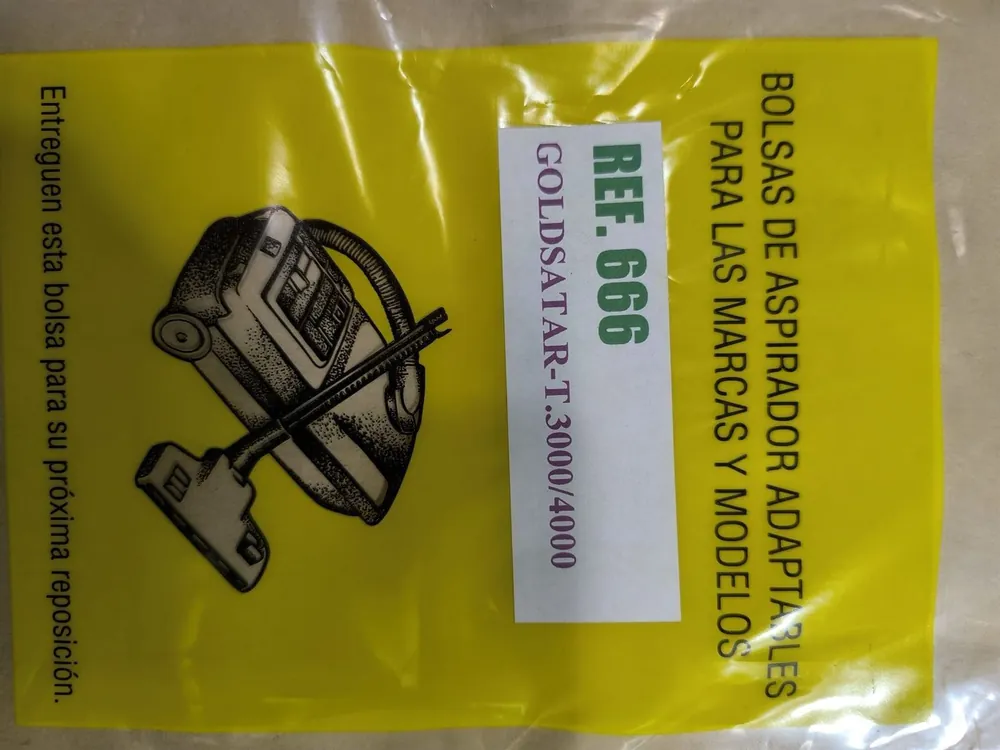 BOLSAS DE ASPIRADOR ADAPTABLES
PARA LAS MARCAS Y MODELOS
REF. 666
GOLDSATAR-T.3000/4000
Entreguen esta bolsa para su próxima reposición.